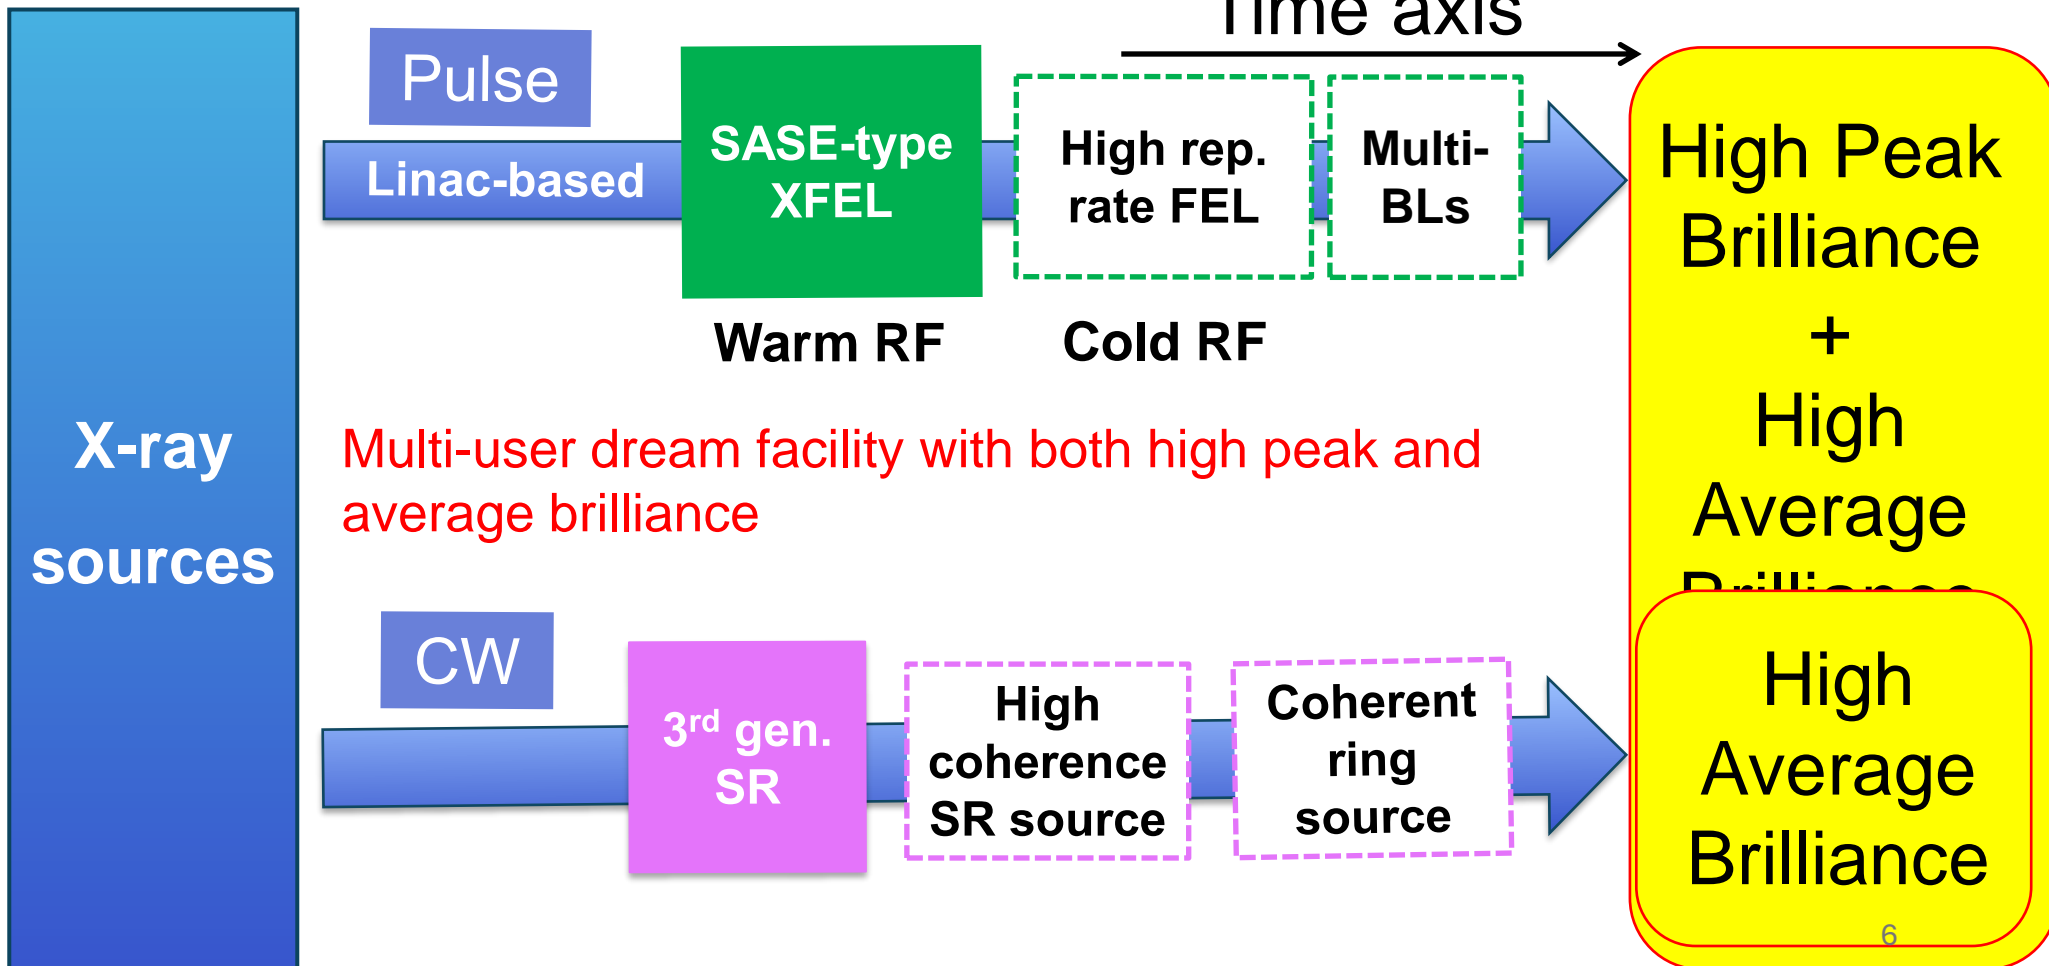 Time axis
Pulse
Linac-based
SASE-type
XFEL
High rep.
rate FEL
Multi-
BLs
Warm RF
Cold RF
High Peak
Brilliance
+
High
Average
Brilliance
X-ray
sources
Multi-user dream facility with both high peak and
average brilliance
CW
3rd gen.
SR
High
coherence
SR source
Coherent
ring
source
High
Average
Brilliance
6